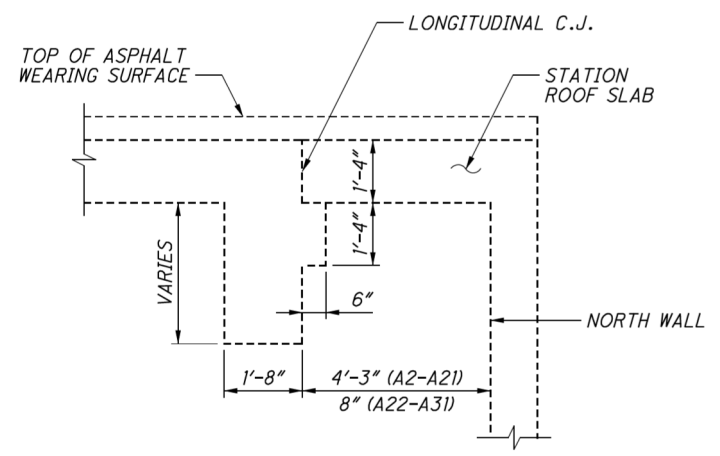 LONGITUDINAL C.J.
TOP OF ASPHALT
WEARING SURFACE
STATION
ROOF SLAB
1'-4"
1'-4"
VARIES
6"
NORTH WALL
1'-8"
4'-3" (A2-A21)
8" (A22-A31)